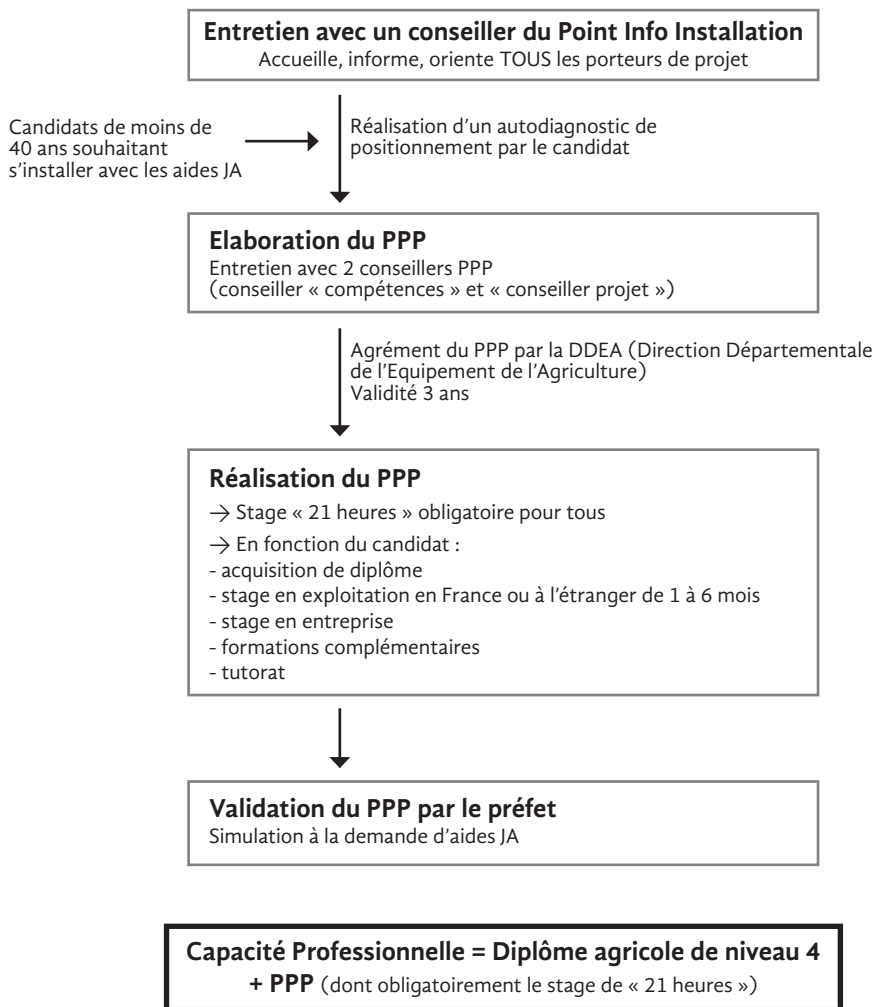 Entretien avec un conseiller du Point Info Installation
Accueille, informe, oriente TOUS les porteurs de projet
Candidats de moins de
40 ans souhaitant
s’installer avec les aides JA
Réalisation d’un autodiagnostic de
positionnement par le candidat
Elaboration du PPP
Entretien avec 2 conseillers PPP
(conseiller « compétences » et « conseiller projet »)
Agrément du PPP par la DDEA (Direction Départementale
de l’Equipement de l’Agriculture)
Validité 3 ans
Réalisation du PPP
→ Stage « 21 heures » obligatoire pour tous
→ En fonction du candidat :
- acquisition de diplôme
- stage en exploitation en France ou à l’étranger de 1 à 6 mois
- stage en entreprise
- formations complémentaires
- tutorat
Validation du PPP par le préfet
Simulation à la demande d’aides JA
Capacité Professionnelle = Diplôme agricole de niveau 4
+ PPP (dont obligatoirement le stage de « 21 heures »)